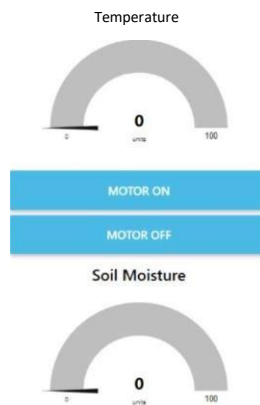 Temperature
0
units
0 100
MOTOR ON
MOTOR OFF
Soil Moisture
0
units
0 100